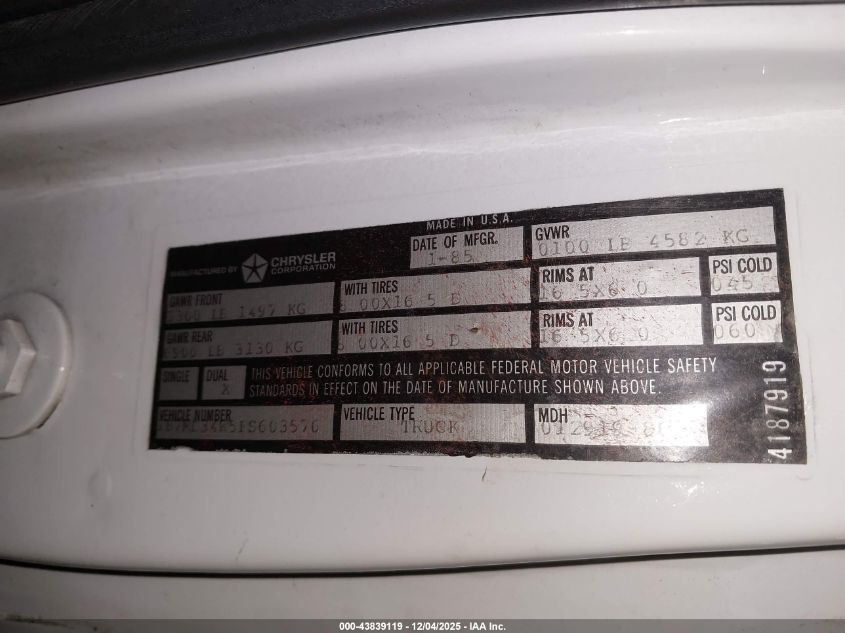 MADE IN U.S.A.
MANUFACTURED BY CHRYSLER CORPORATION
DATE OF MFGR. 1-85
GVWR 0100 LB 4582 KG
GAWR FRONT 300 LB 1497 KG
WITH TIRES 8 00X16 5 D
RIMS AT 16 5X6 0
PSI COLD 045
GAWR REAR 900 LB 3130 KG
WITH TIRES 8 00X16 5 D
RIMS AT 16 5X6 0
PSI COLD 060
SINGLE DUAL X
THIS VEHICLE CONFORMS TO ALL APPLICABLE FEDERAL MOTOR VEHICLE SAFETY
STANDARDS IN EFFECT ON THE DATE OF MANUFACTURE SHOWN ABOVE.
VEHICLE NUMBER
VEHICLE TYPE TRUCK
MDH
4187919
000-43839119 - 12/04/2025 - IAA Inc.